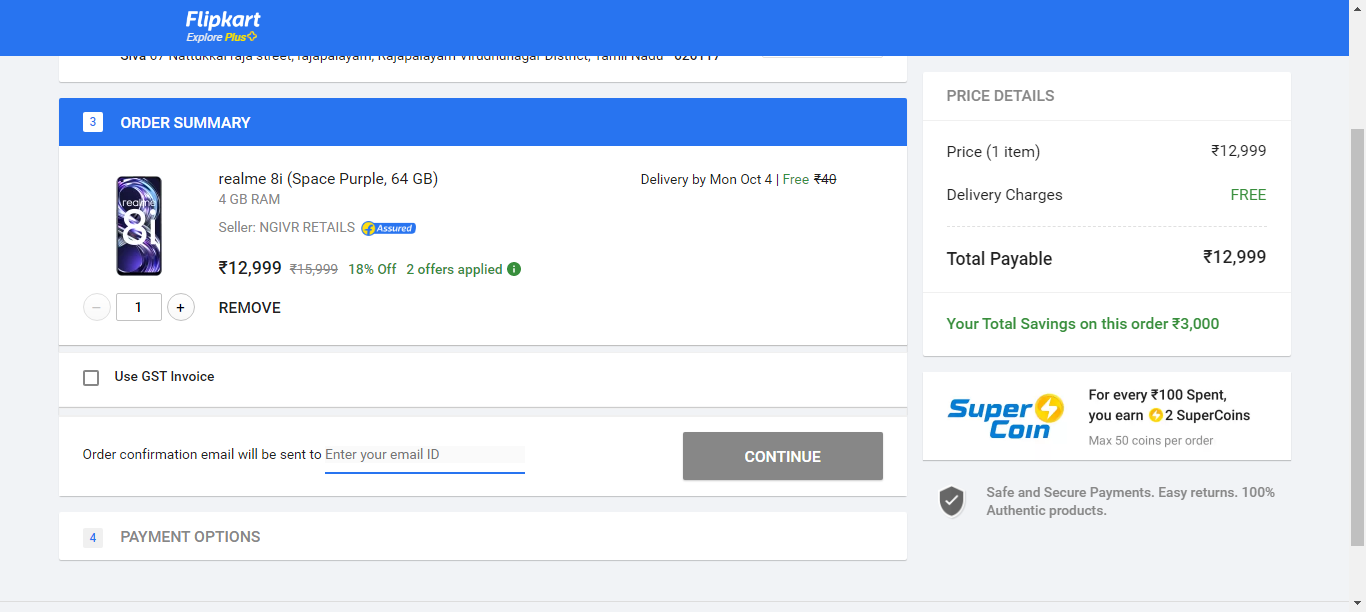 Flipkart
Explore Plus
Siva 67 Nattukkal raja street, rajapalayam, Rajapalayam Virudhunagar District, Tamil Nadu - 626117
3 ORDER SUMMARY
realme 8i
realme 8i (Space Purple, 64 GB)
4 GB RAM
Seller: NGIVR RETAILS f Assured
₹12,999 ₹15,999 18% Off 2 offers applied i
Delivery by Mon Oct 4 | Free ₹40
− 1 + REMOVE
Use GST Invoice
Order confirmation email will be sent to Enter your email ID
CONTINUE
4 PAYMENT OPTIONS
PRICE DETAILS
Price (1 item) ₹12,999
Delivery Charges FREE
Total Payable ₹12,999
Your Total Savings on this order ₹3,000
Super Coin
For every ₹100 Spent,
you earn 2 SuperCoins
Max 50 coins per order
Safe and Secure Payments. Easy returns. 100%
Authentic products.